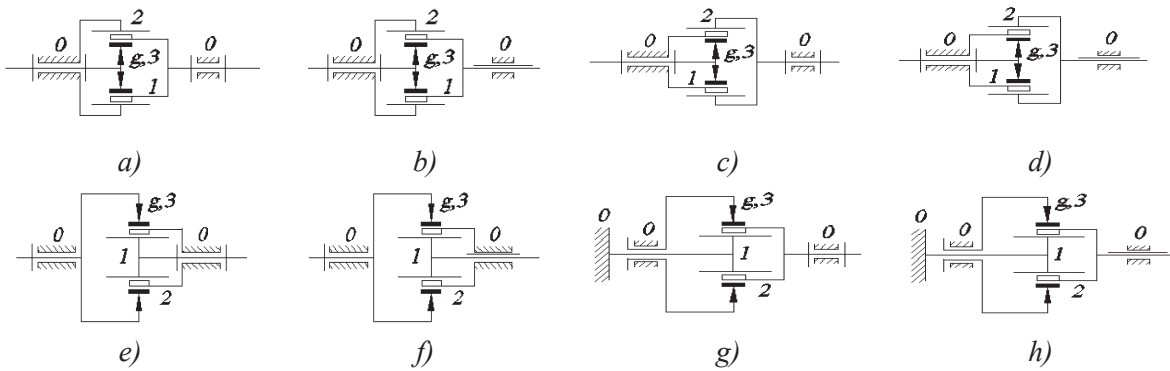 2 2 2 2
0 0 0 0 0 0 0 0
g,3 g,3 g,3 g,3
1 1 1 1
a) b) c) d)
g,3 g,3 g,3 g,3
0 0 0 0 0 0 0 0 0 0
1 1 1 1
2 2 2 2
e) f) g) h)